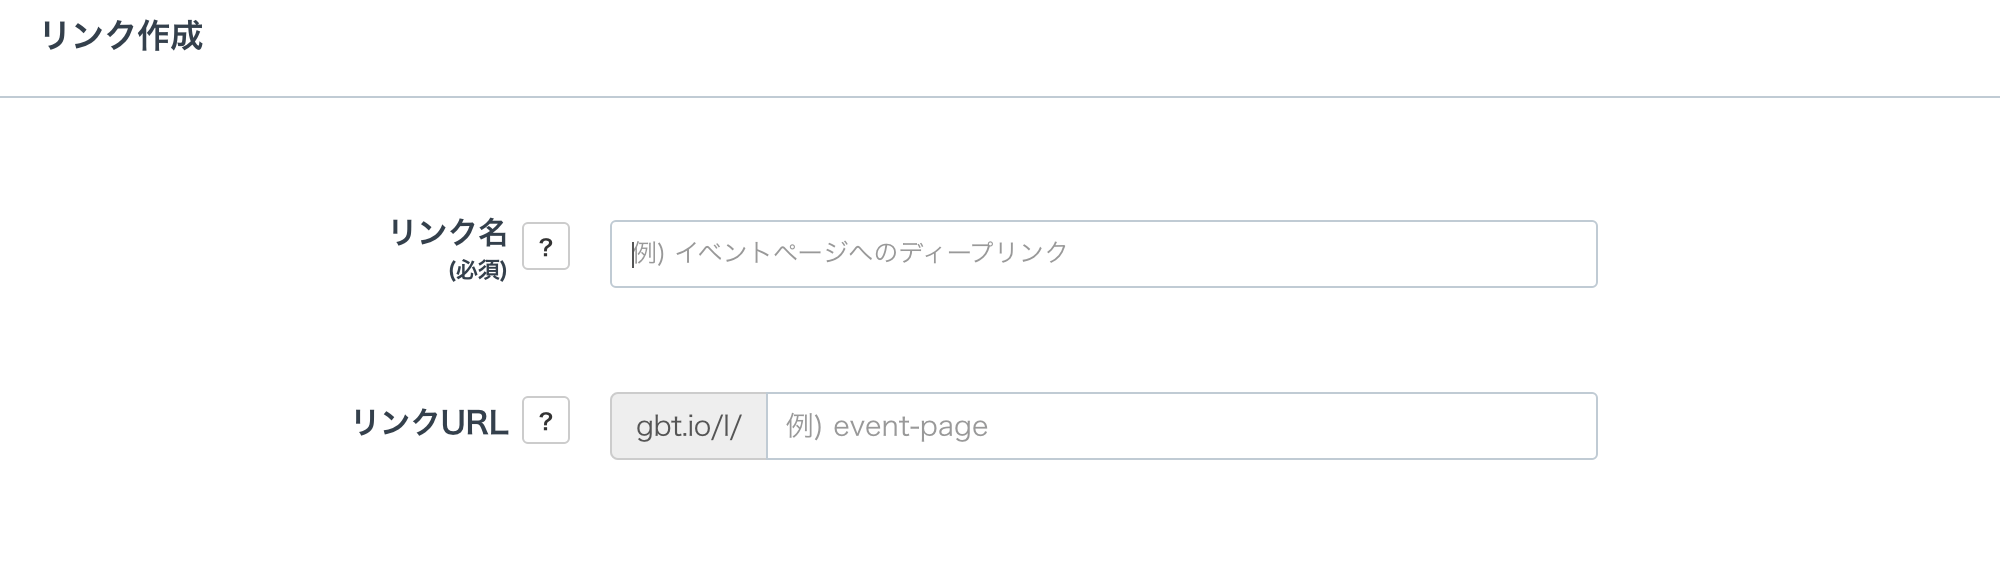 リンク作成
リンク名
(必須)
?
例) イベントページへのディープリンク
リンクURL
?
gbt.io/l/
例) event-page